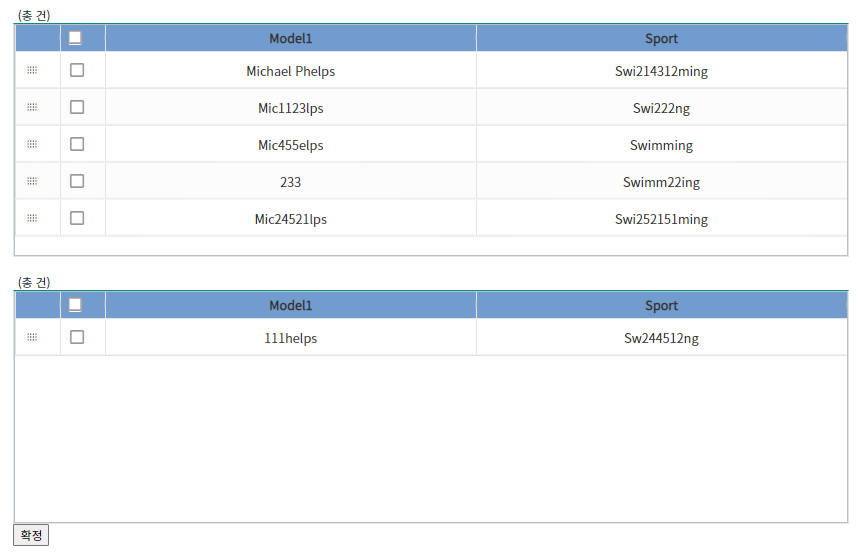 (총 건)
Model1 Sport
Michael Phelps Swi214312ming
Mic1123lps Swi222ng
Mic455elps Swimming
233 Swimm22ing
Mic24521lps Swi252151ming
(총 건)
Model1 Sport
111helps Sw244512ng
확정